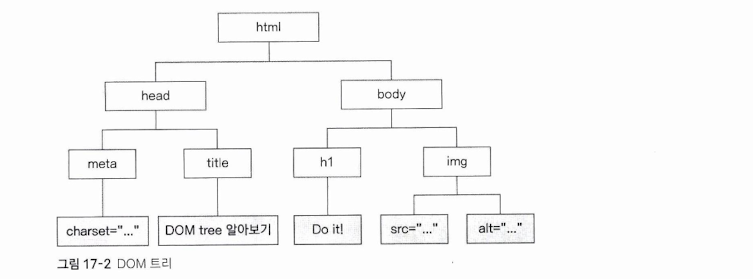 html
head
body
meta
title
h1
img
charset="..."
DOM tree 알아보기
Do it!
src="..."
alt="..."
그림 17-2 DOM 트리